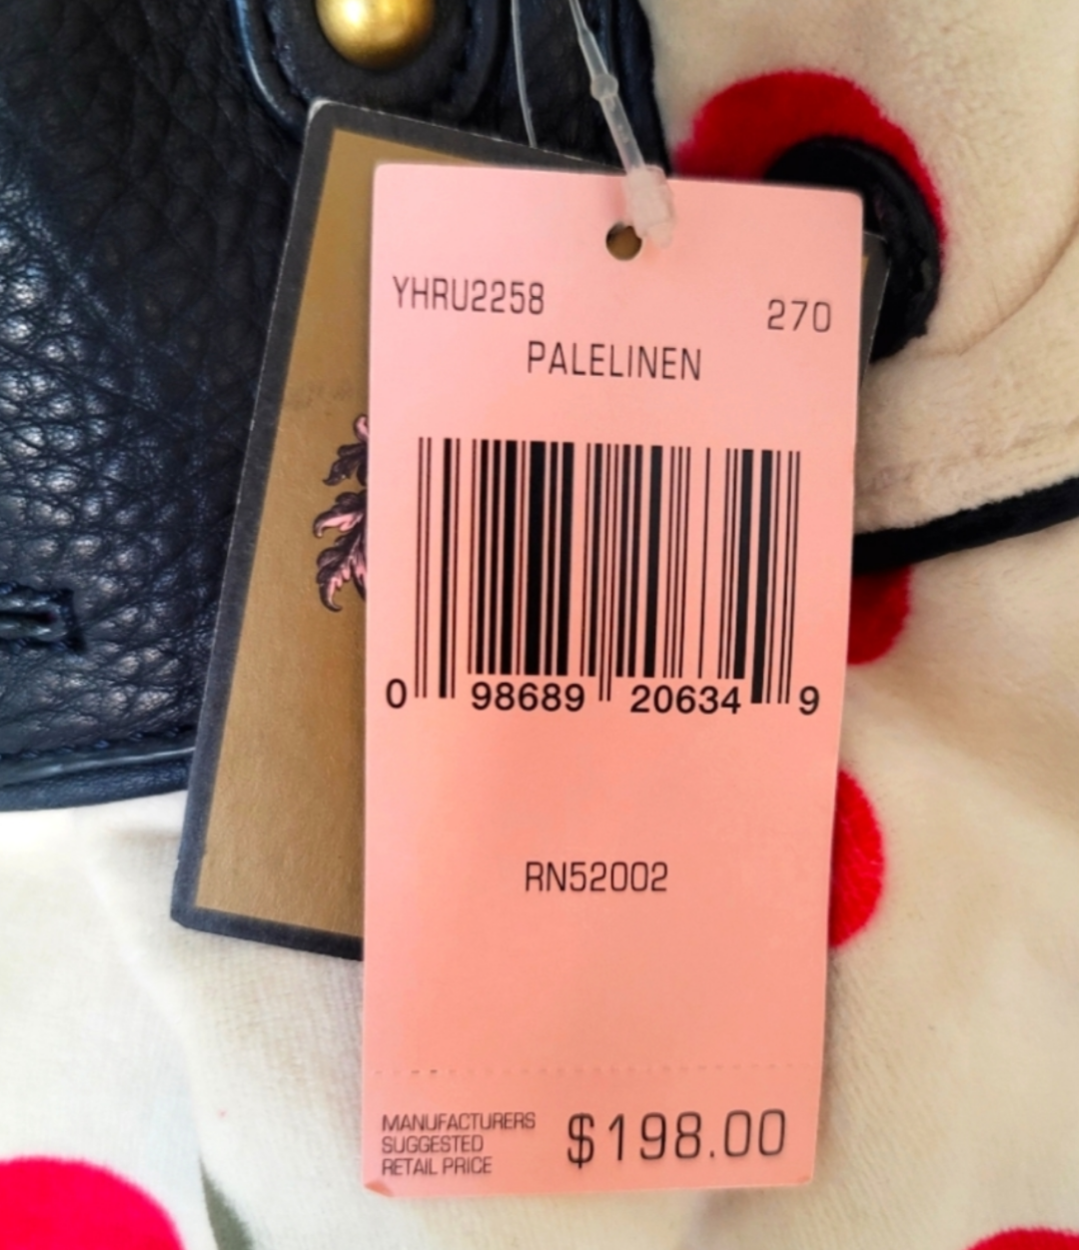 YHRU2258 270
PALELINEN
0 98689 20634 9
RN52002
MANUFACTURERS
SUGGESTED
RETAIL PRICE $198.00